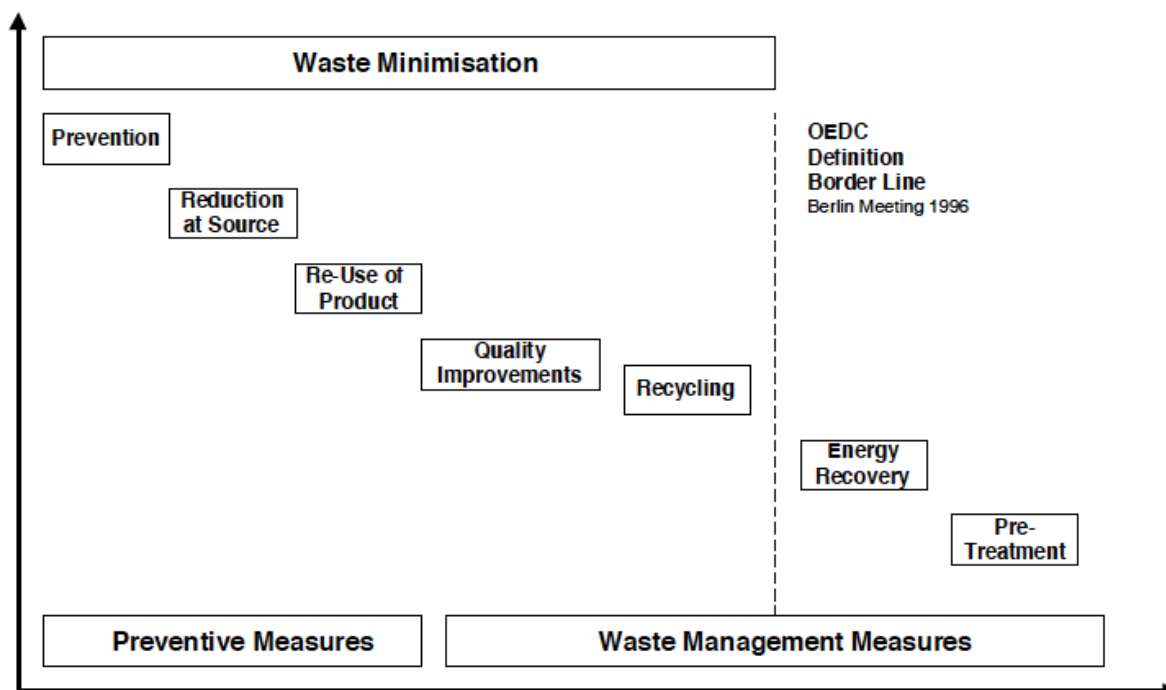 Waste Minimisation
Prevention
OEDC
Definition
Border Line
Berlin Meeting 1996
Reduction
at Source
Re-Use of
Product
Quality
Improvements
Recycling
Energy
Recovery
Pre-
Treatment
Preventive Measures
Waste Management Measures